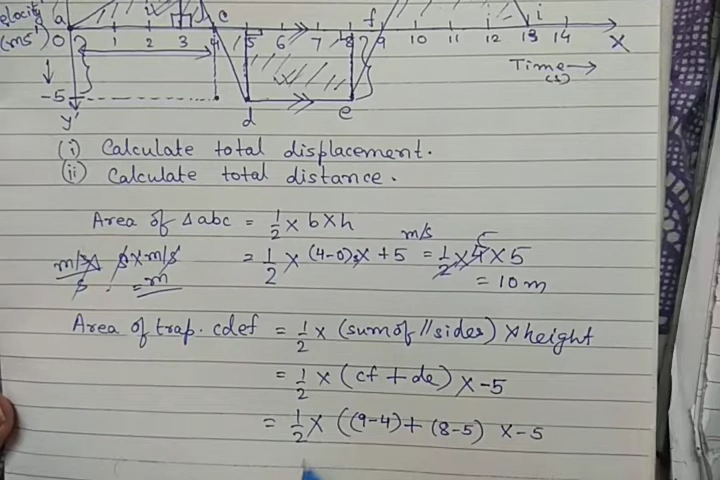 Velocity a c f i
(ms⁻¹) 0 1 2 3 4 5 6 7 8 9 10 11 12 13 14 X
Time→
(s)
-5
y' d e
(i) Calculate total displacement.
(ii) Calculate total distance.
Area of Δabc = 1/2 × b × h
m/s
= 1/2 × (4-0)s × +5 = 1/2 × 4 × 5
m/s × s × m/s
= m
= 10 m
Area of trap. cdef = 1/2 × (sum of // sides) × height
= 1/2 × (cf + de) × -5
= 1/2 × ((9-4) + (8-5) × -5